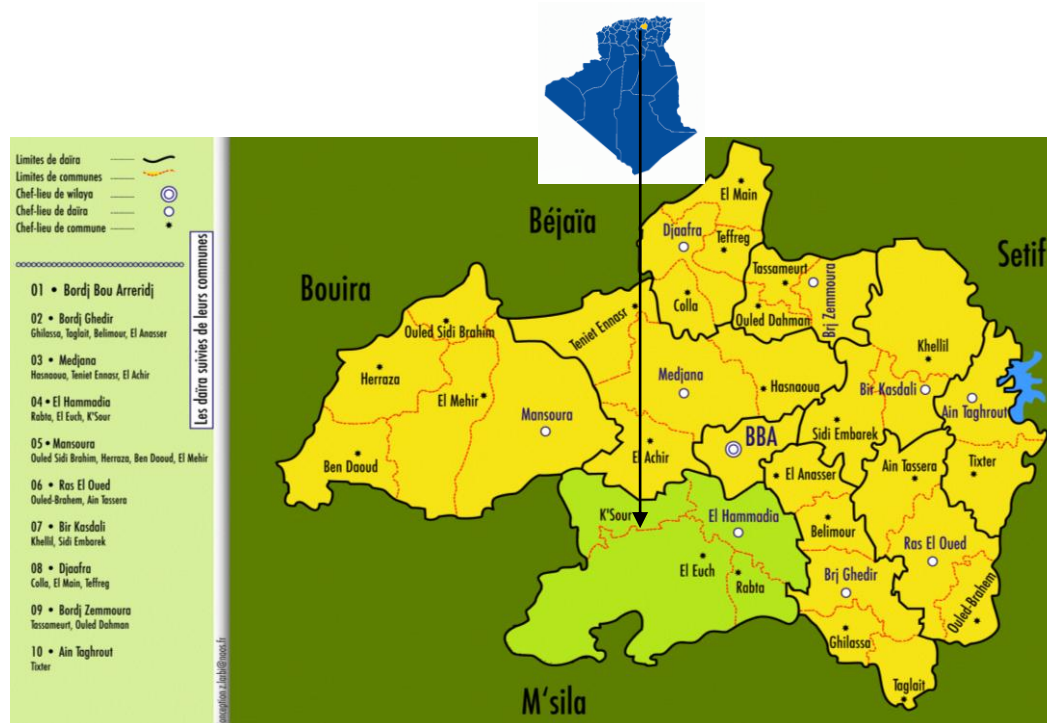 Limites de daïra
Limites de communes
Chef-lieu de wilaya
Chef-lieu de daïra
Chef-lieu de commune
Les daïra suivies de leurs communes
01 • Bordj Bou Arreridj
02 • Bordj Ghedir
Ghilassa, Taglait, Belimour, El Anasser
03 • Medjana
Hasnaoua, Teniet Ennasr, El Achir
04 • El Hammadia
Rabta, El Euch, K'Sour
05 • Mansoura
Ouled Sidi Brahim, Herraza, Ben Daoud, El Mehir
06 • Ras El Oued
Ouled-Brahem, Ain Tassera
07 • Bir Kasdali
Khellil, Sidi Embarek
08 • Djaafra
Colla, El Main, Teffreg
09 • Bordj Zemmoura
Tassameurt, Ouled Dahman
10 • Ain Taghrout
Tixter
conception z.larbi@noos.fr
Béjaïa
Setif
Bouira
M'sila
El Main
Djaafra
Teffreg
Tassameurt
Colla
Ouled Dahman
Brj Zemmoura
Teniet Ennasr
Ouled Sidi Brahim
Khellil
Herraza
Medjana
Hasnaoua
Bir Kasdali
El Mehir
Ain Taghrout
Mansoura
Sidi Embarek
BBA
Ben Daoud
El Achir
El Anasser
Ain Tassera
Tixter
K'Sour
El Hammadia
Belimour
Ras El Oued
El Euch
Rabta
Brj Ghedir
Ouled-Brahem
Ghilassa
Taglait